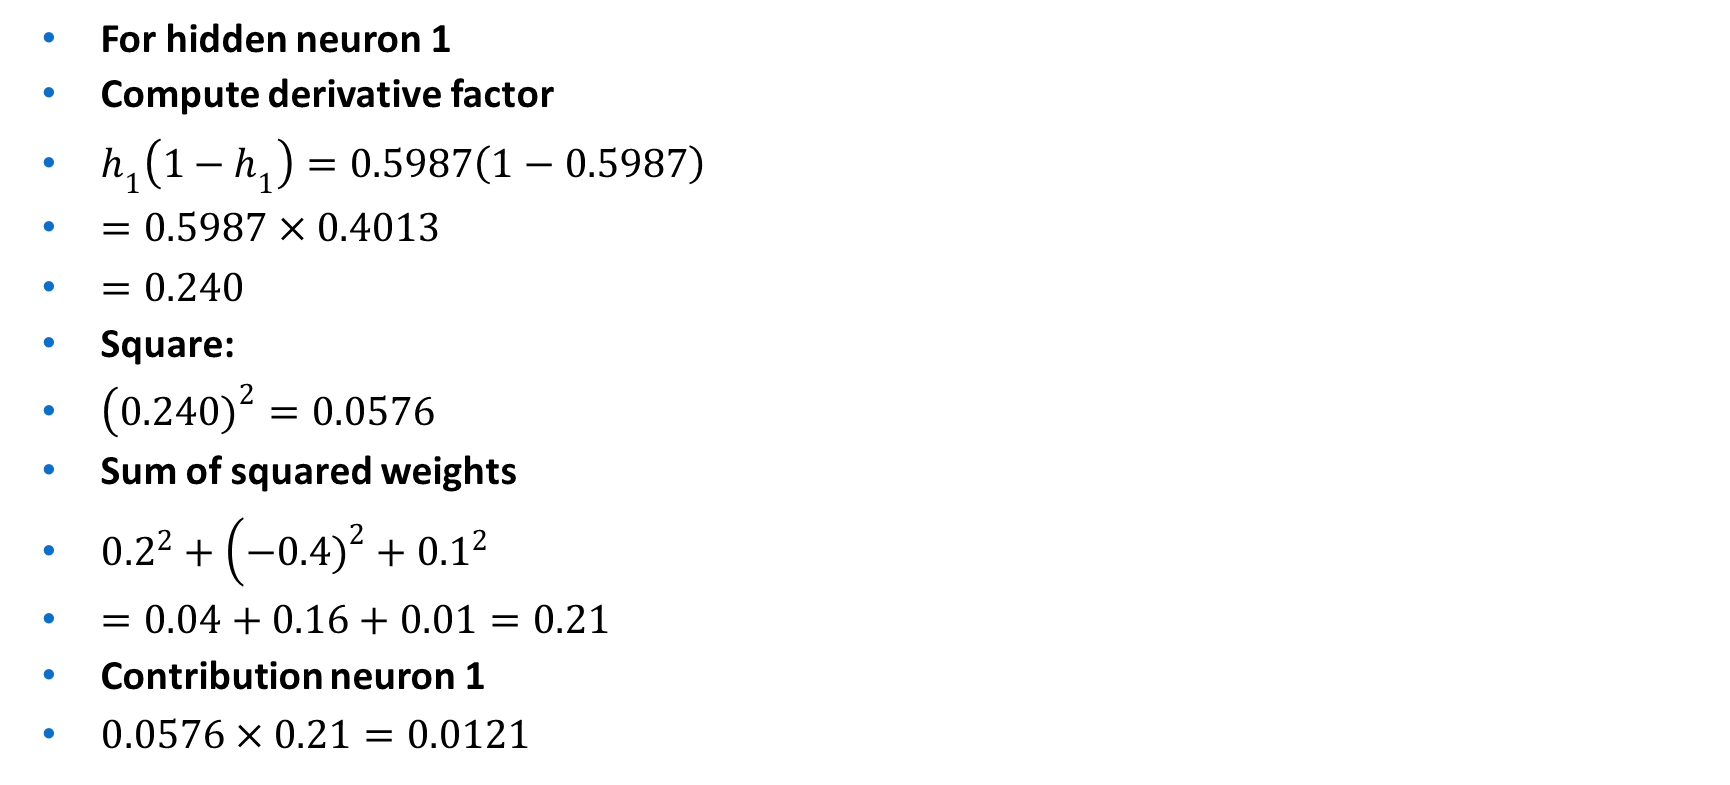 • For hidden neuron 1
• Compute derivative factor
• h₁(1 − h₁) = 0.5987(1 − 0.5987)
• = 0.5987 × 0.4013
• = 0.240
• Square:
• (0.240)² = 0.0576
• Sum of squared weights
• 0.2² + (−0.4)² + 0.1²
• = 0.04 + 0.16 + 0.01 = 0.21
• Contribution neuron 1
• 0.0576 × 0.21 = 0.0121